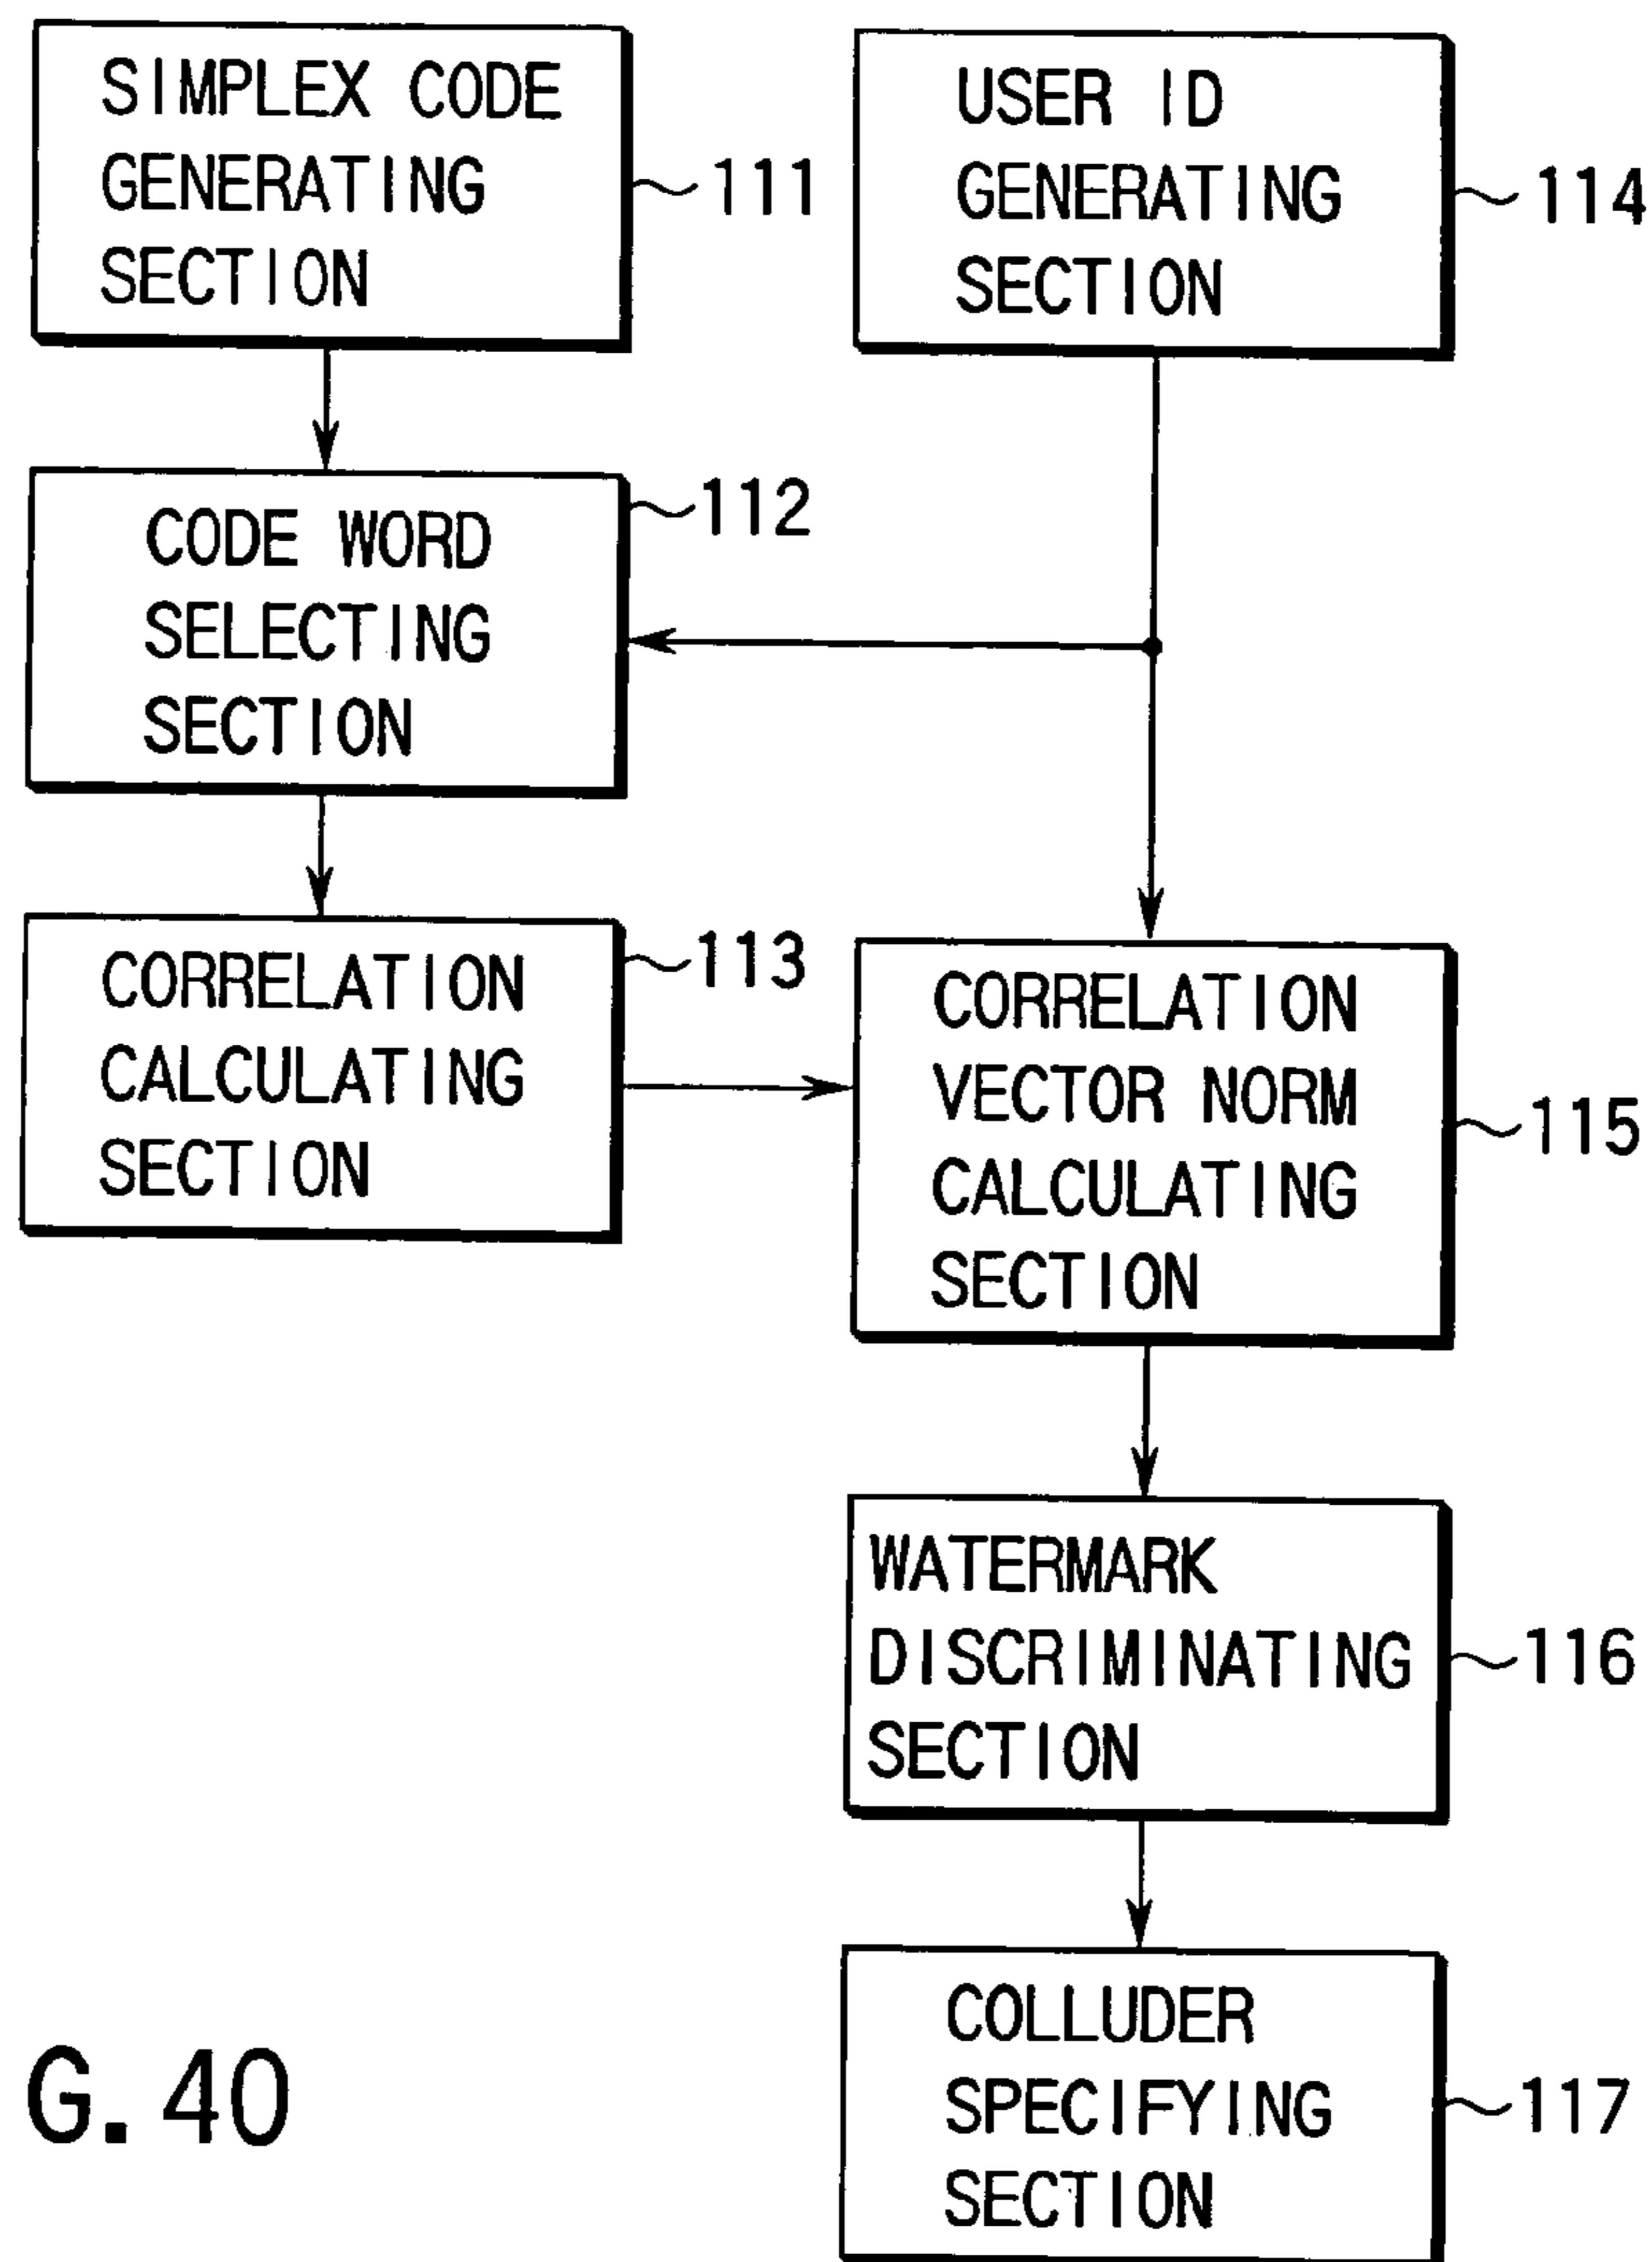 SIMPLEX CODE
GENERATING
SECTION
111
USER ID
GENERATING
SECTION
114
CODE WORD
SELECTING
SECTION
112
CORRELATION
CALCULATING
SECTION
113
CORRELATION
VECTOR NORM
CALCULATING
SECTION
115
WATERMARK
DISCRIMINATING
SECTION
116
COLLUDER
SPECIFYING
SECTION
117
G.40